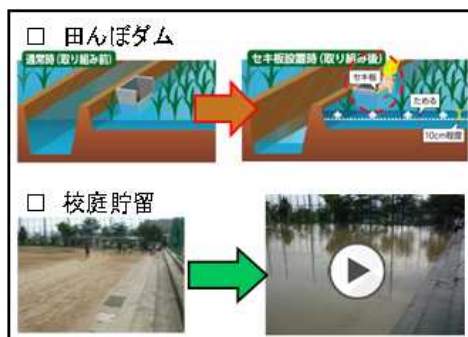 □ 田んぼダム
通常時(取り組み前)
セキ板設置時(取り組み後)
セキ板
ためる
10cm程度
□ 校庭貯留